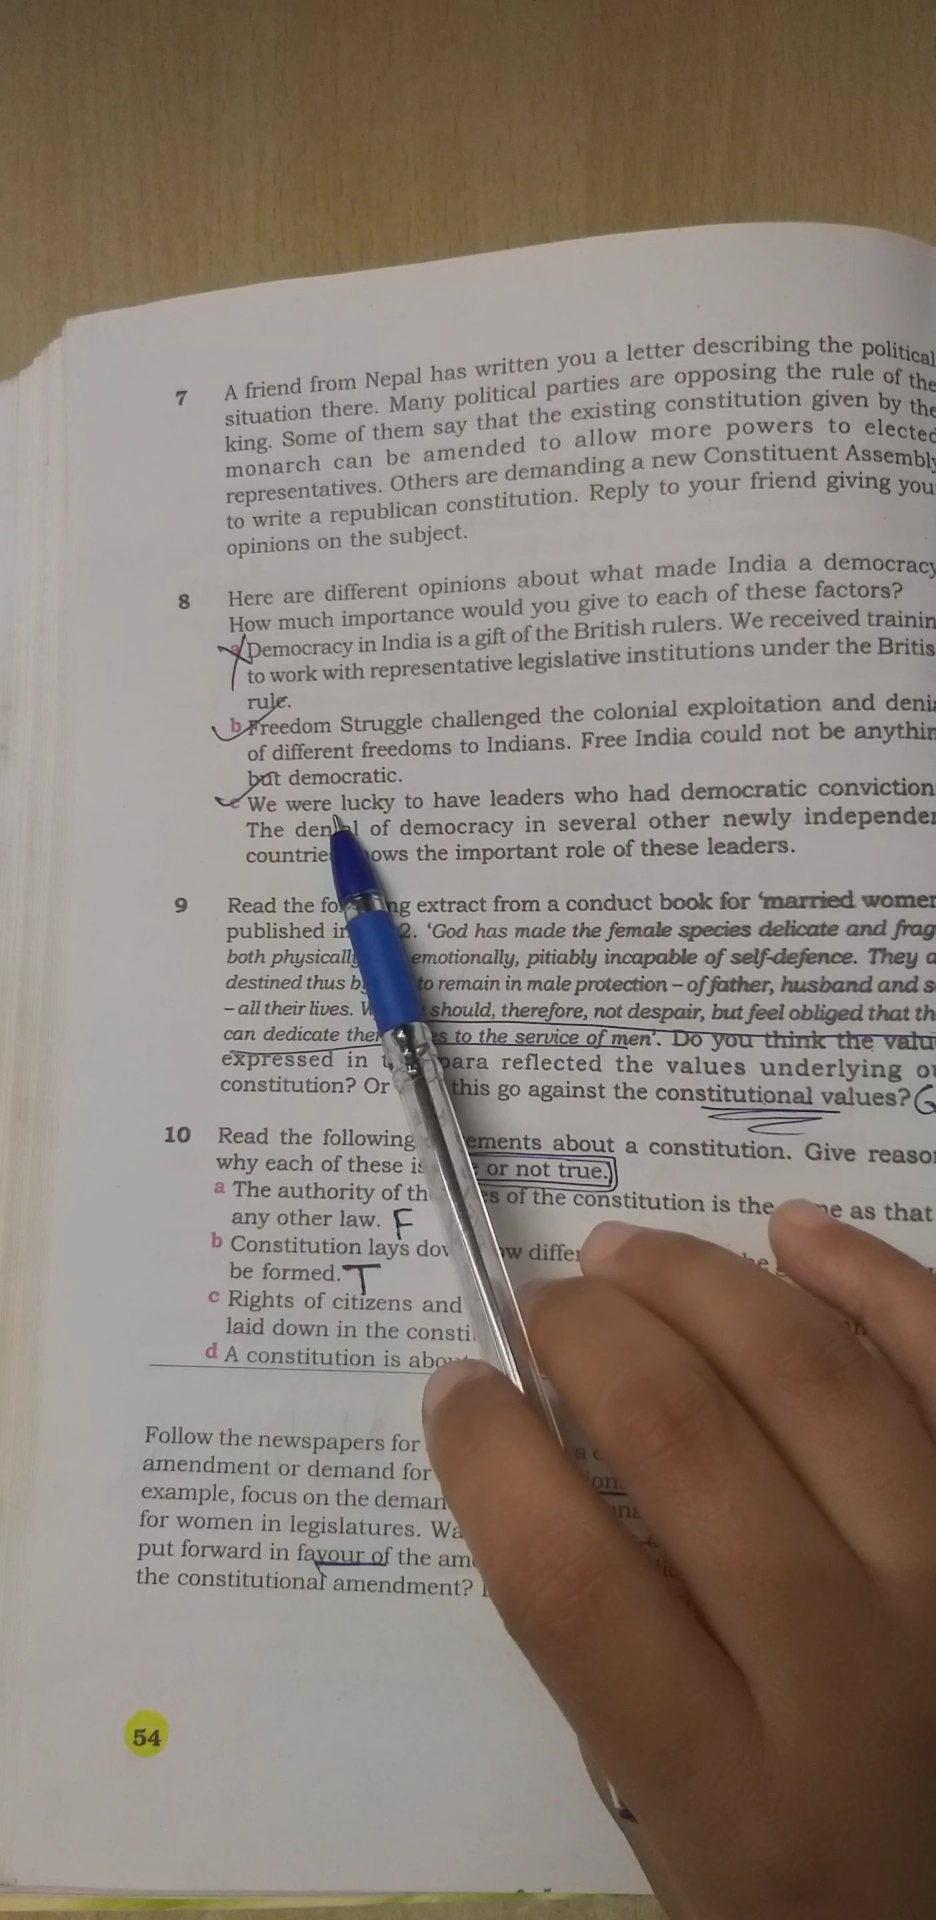 7 A friend from Nepal has written you a letter describing the political
situation there. Many political parties are opposing the rule of the
king. Some of them say that the existing constitution given by the
monarch can be amended to allow more powers to elected
representatives. Others are demanding a new Constituent Assembly
to write a republican constitution. Reply to your friend giving you
opinions on the subject.
8 Here are different opinions about what made India a democracy
How much importance would you give to each of these factors?
Democracy in India is a gift of the British rulers. We received trainin
to work with representative legislative institutions under the Britis
rule.
b Freedom Struggle challenged the colonial exploitation and denia
of different freedoms to Indians. Free India could not be anythin
but democratic.
c We were lucky to have leaders who had democratic conviction
The denial of democracy in several other newly independen
countrie ows the important role of these leaders.
9 Read the fo ng extract from a conduct book for 'married women
published in 2. 'God has made the female species delicate and frag
both physically emotionally, pitiably incapable of self-defence. They a
destined thus b to remain in male protection – of father, husband and s
– all their lives. W should, therefore, not despair, but feel obliged that th
can dedicate the es to the service of men'. Do you think the valu
expressed in para reflected the values underlying ou
constitution? Or this go against the constitutional values?
10 Read the following ements about a constitution. Give reaso
why each of these is or not true.
a The authority of th s of the constitution is the me as that
any other law. F
b Constitution lays do w differ he
be formed. T
c Rights of citizens and
laid down in the consti
d A constitution is abo
Follow the newspapers for a c
amendment or demand for ion
example, focus on the deman
for women in legislatures. Wa
put forward in favour of the am
the constitutional amendment?
54